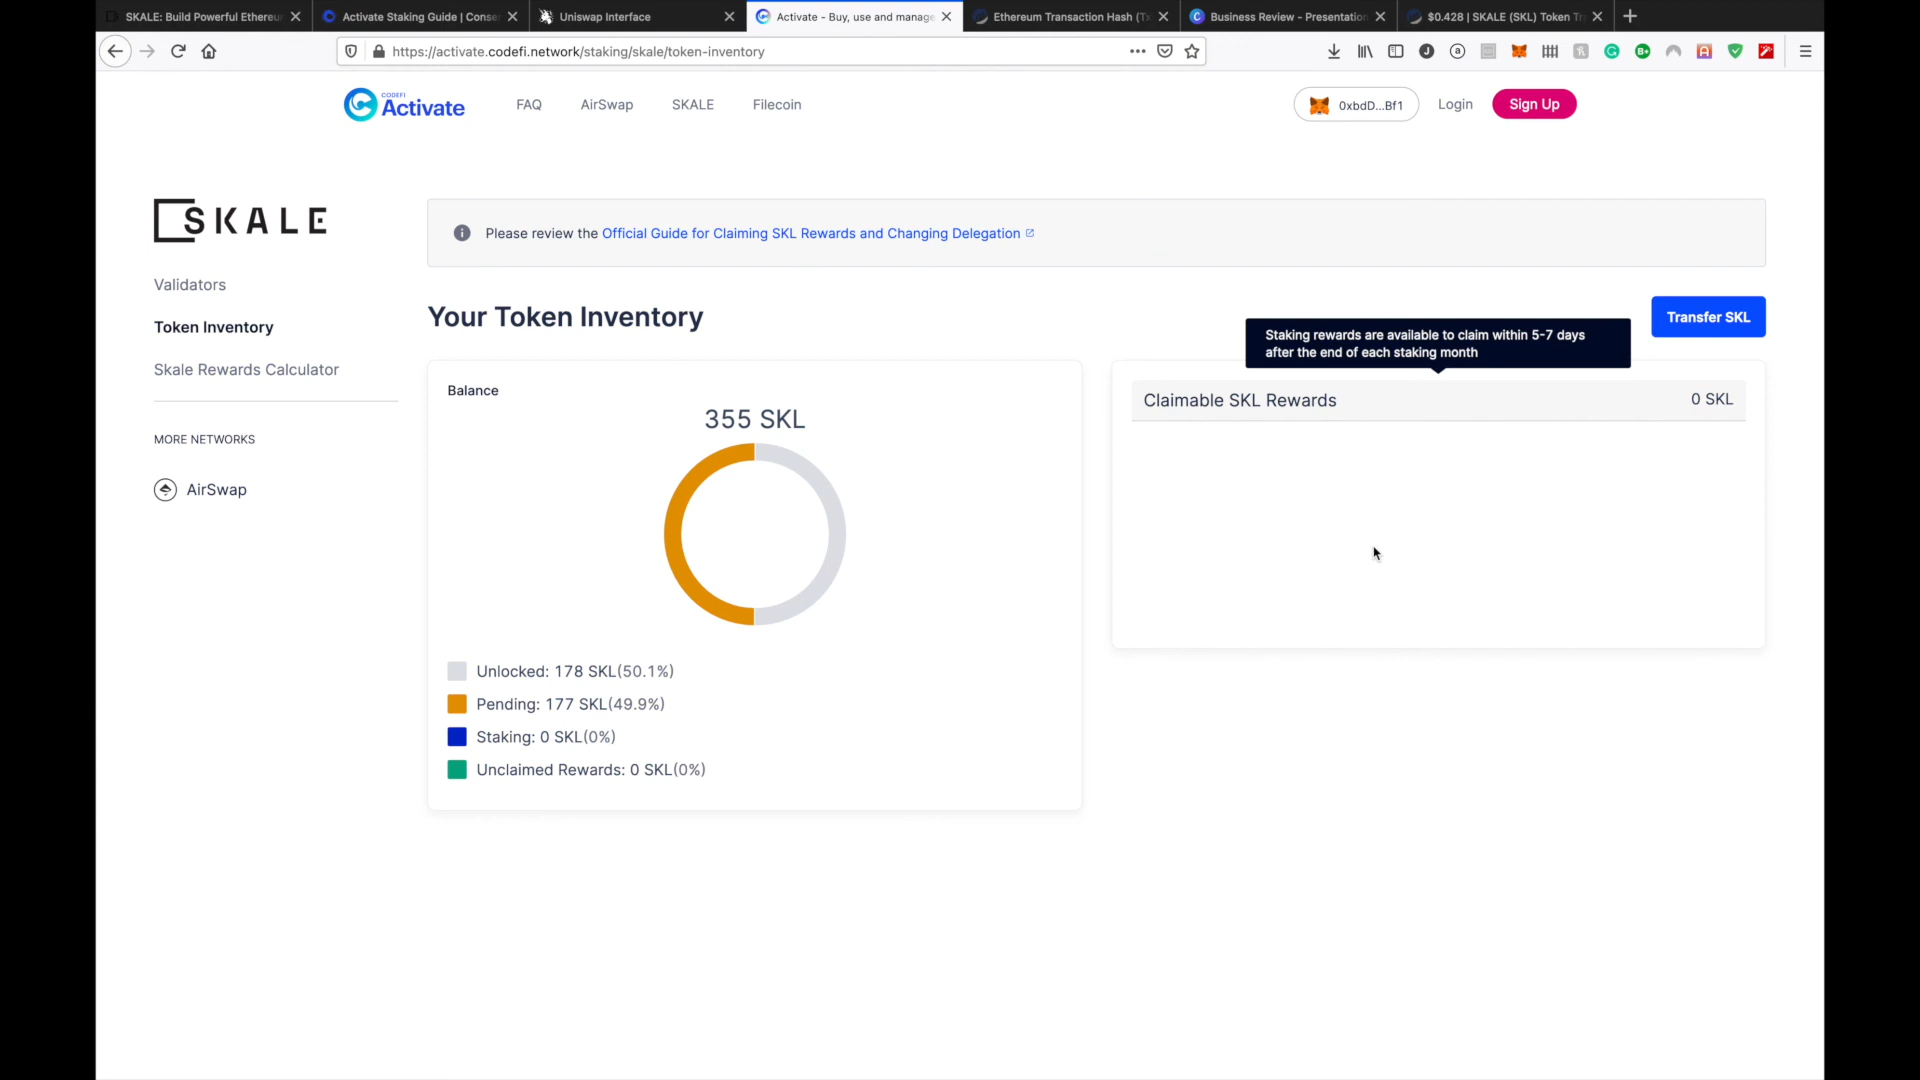 SKALE: Build Powerful Ethereu
Activate Staking Guide | Conse
Uniswap Interface
Activate - Buy, use and manage
Ethereum Transaction Hash (Tx
Business Review - Presentation
$0.428 | SKALE (SKL) Token Tr
https://activate.codefi.network/staking/skale/token-inventory
CODEFI
Activate
FAQ
AirSwap
SKALE
Filecoin
0xbdD...Bf1
Login
Sign Up
SKALE
Validators
Token Inventory
Skale Rewards Calculator
MORE NETWORKS
AirSwap
Please review the Official Guide for Claiming SKL Rewards and Changing Delegation
Your Token Inventory
Transfer SKL
Staking rewards are available to claim within 5-7 days
after the end of each staking month
Balance
355 SKL
Unlocked: 178 SKL(50.1%)
Pending: 177 SKL(49.9%)
Staking: 0 SKL(0%)
Unclaimed Rewards: 0 SKL(0%)
Claimable SKL Rewards
0 SKL